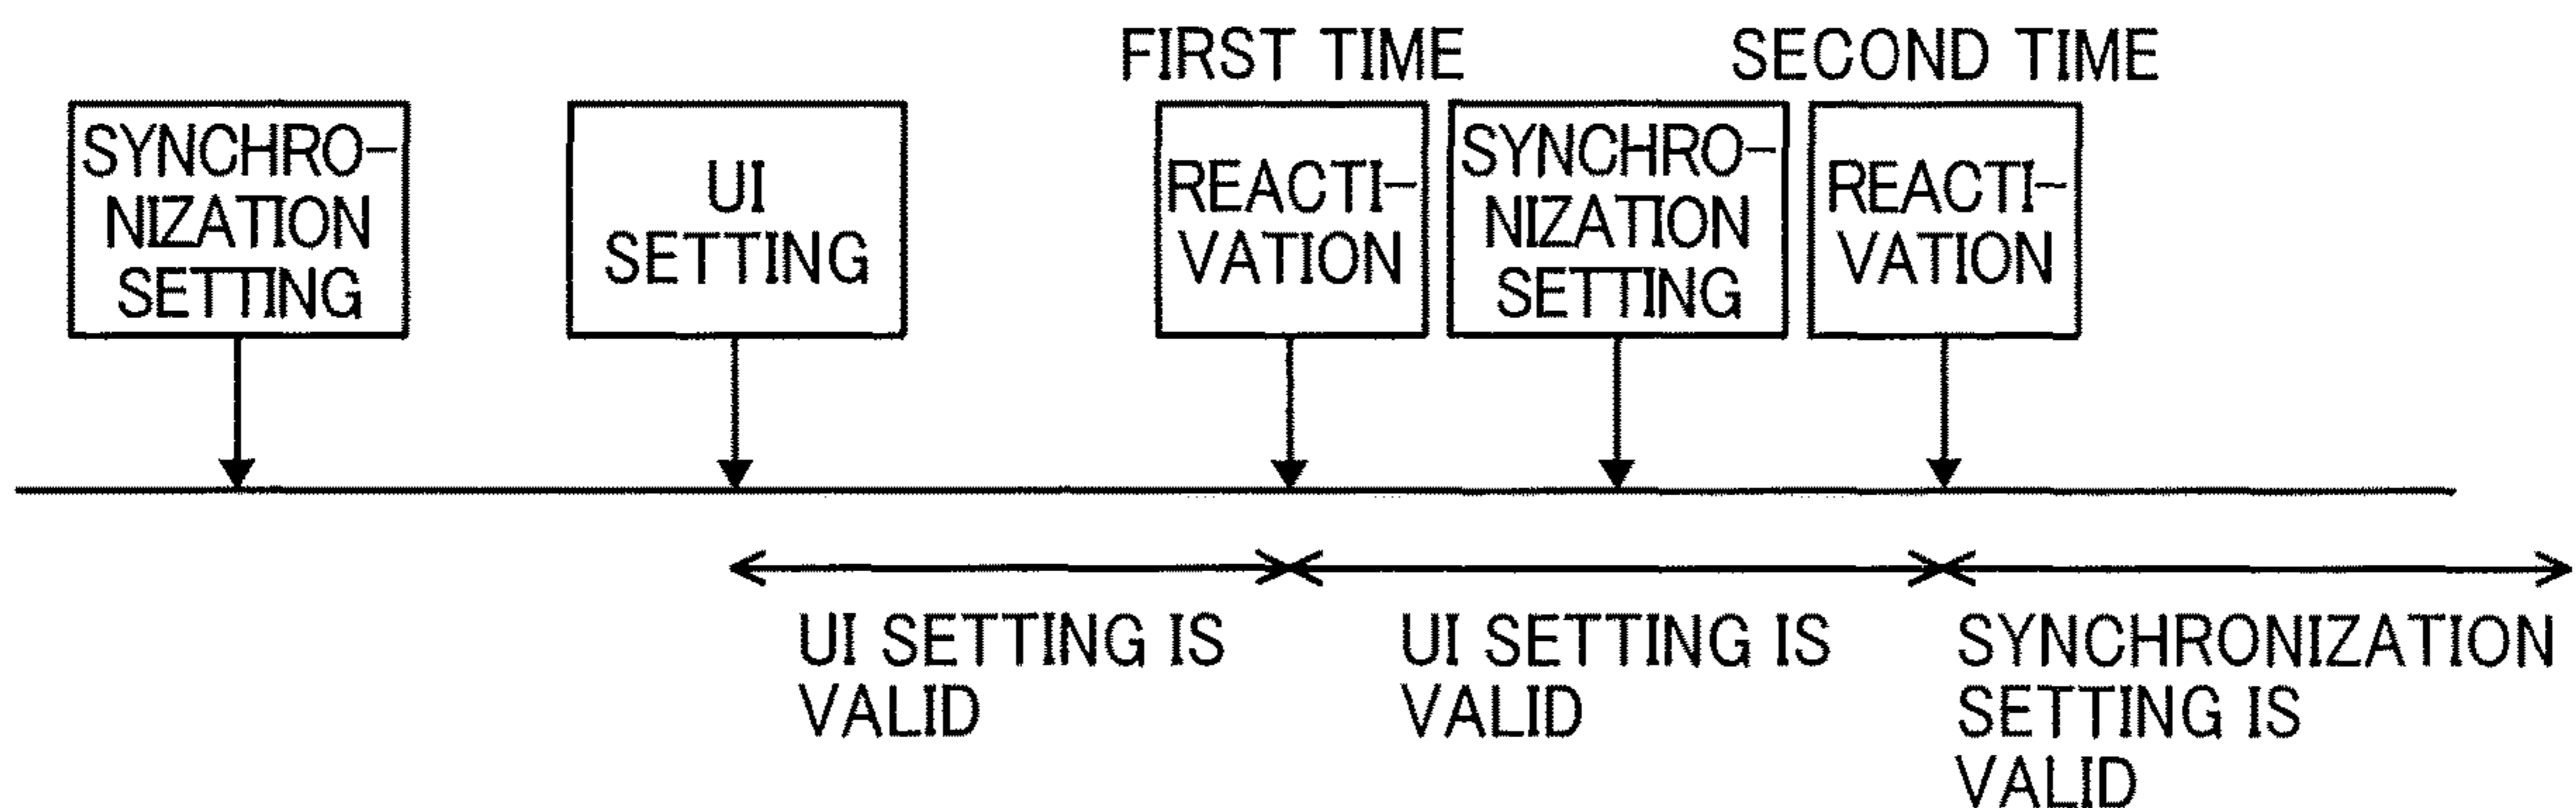 FIRST TIME
SECOND TIME
SYNCHRO-
NIZATION
SETTING
UI
SETTING
REACTI-
VATION
SYNCHRO-
NIZATION
SETTING
REACTI-
VATION
UI SETTING IS
VALID
UI SETTING IS
VALID
SYNCHRONIZATION
SETTING IS
VALID